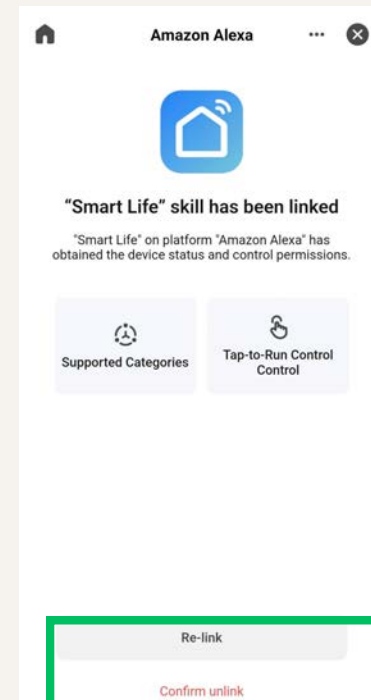 Amazon Alexa
“Smart Life” skill has been linked
"Smart Life" on platform "Amazon Alexa" has
obtained the device status and control permissions.
Supported Categories
Tap-to-Run Control
Control
Re-link
Confirm unlink